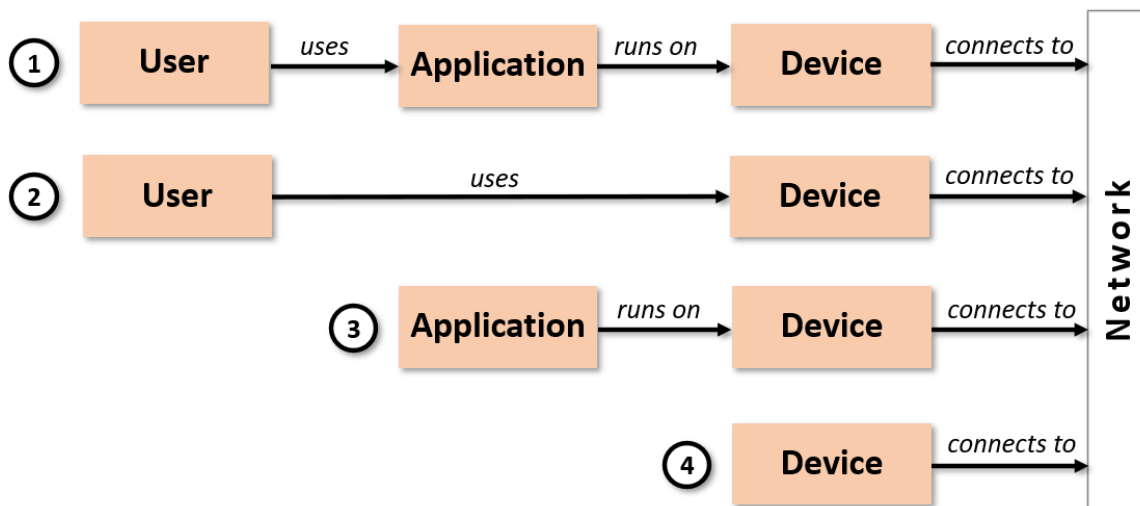 1 User uses Application runs on Device connects to
2 User uses Device connects to
3 Application runs on Device connects to
4 Device connects to
Network